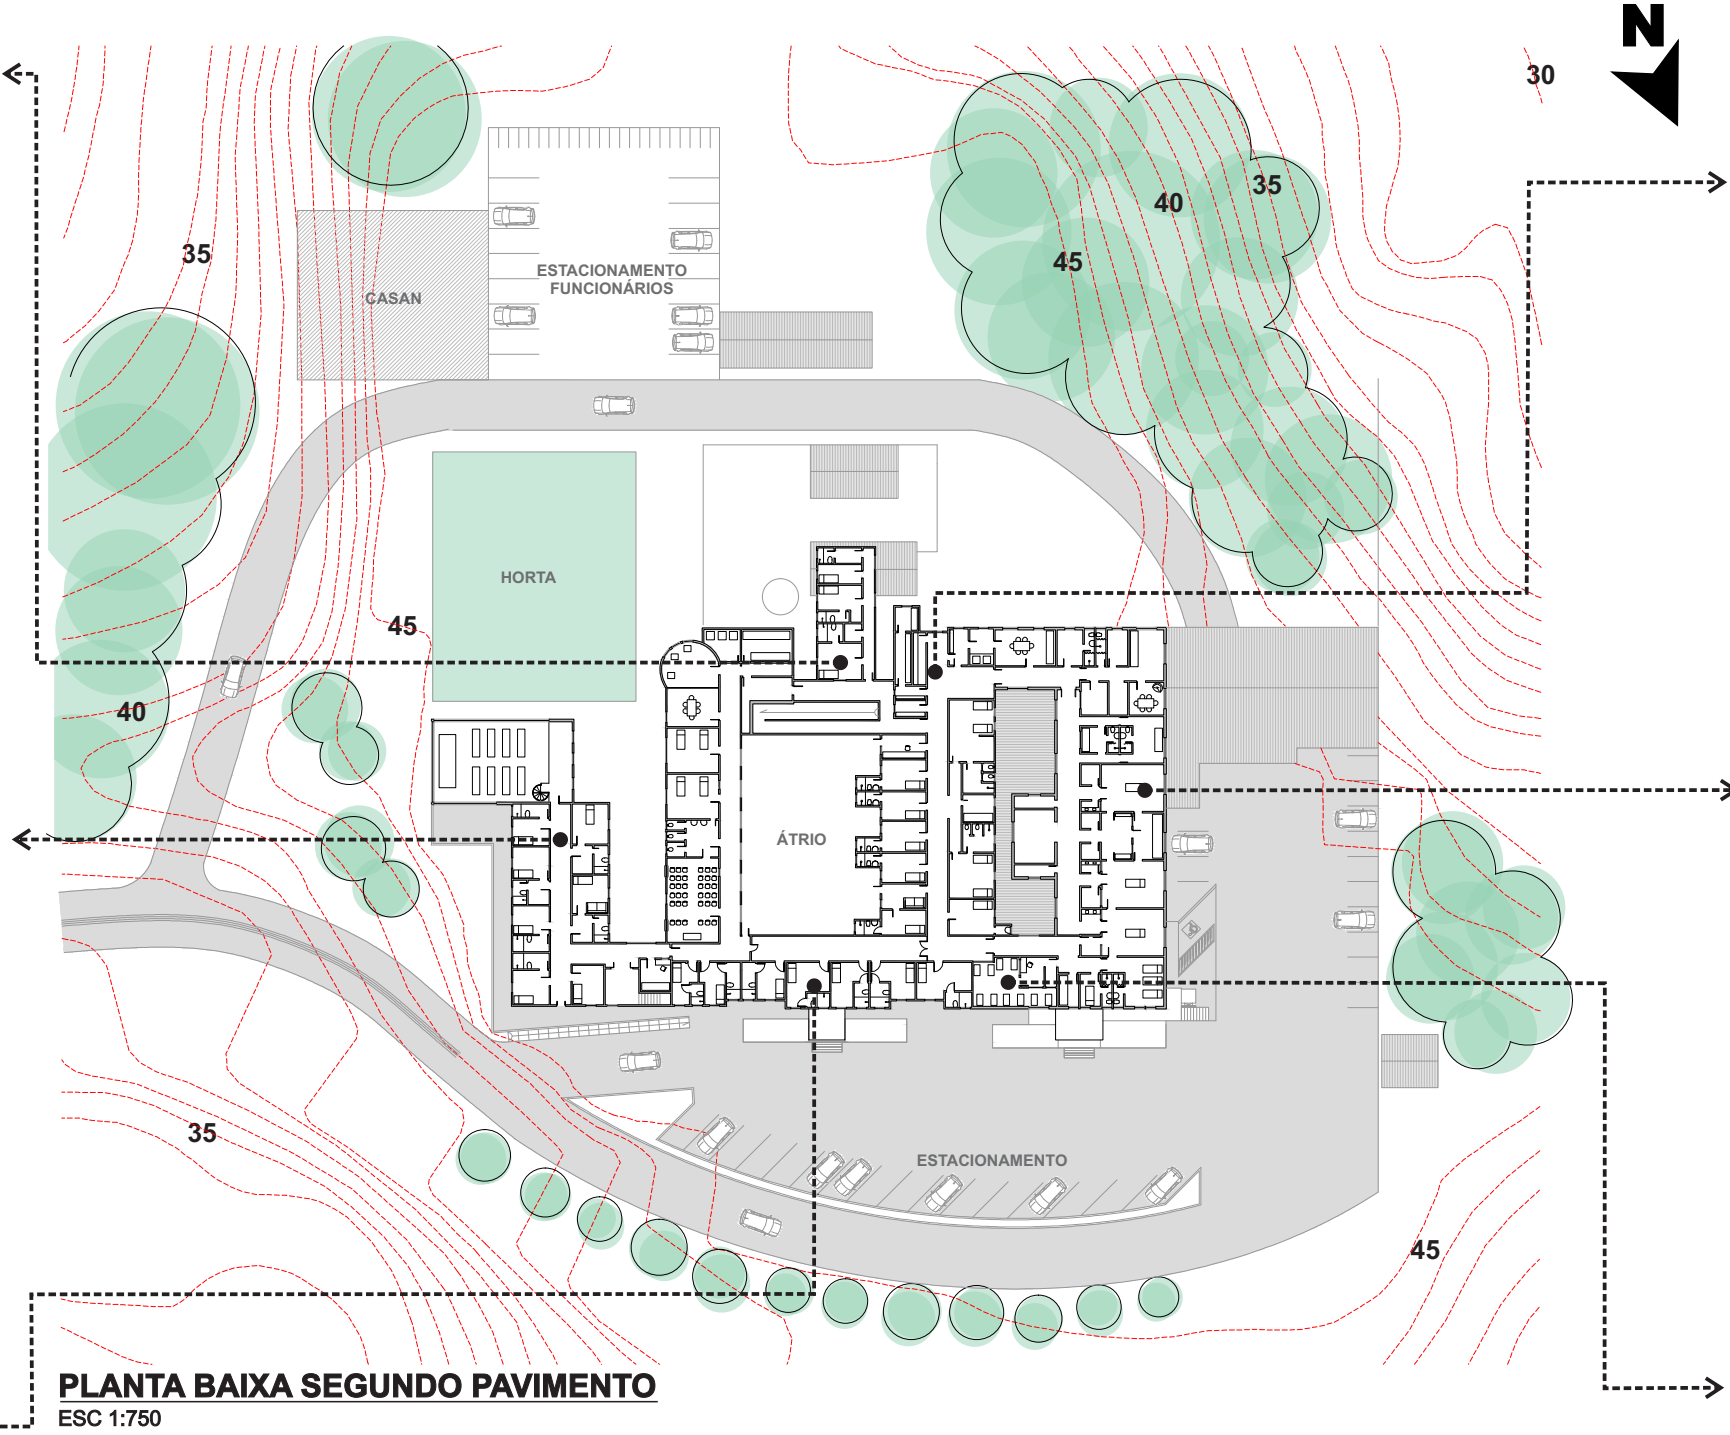 N
30
35
40
35
45
ESTACIONAMENTO
FUNCIONÁRIOS
CASAN
HORTA
45
40
ÁTRIO
35
ESTACIONAMENTO
45
PLANTA BAIXA SEGUNDO PAVIMENTO
ESC 1:750